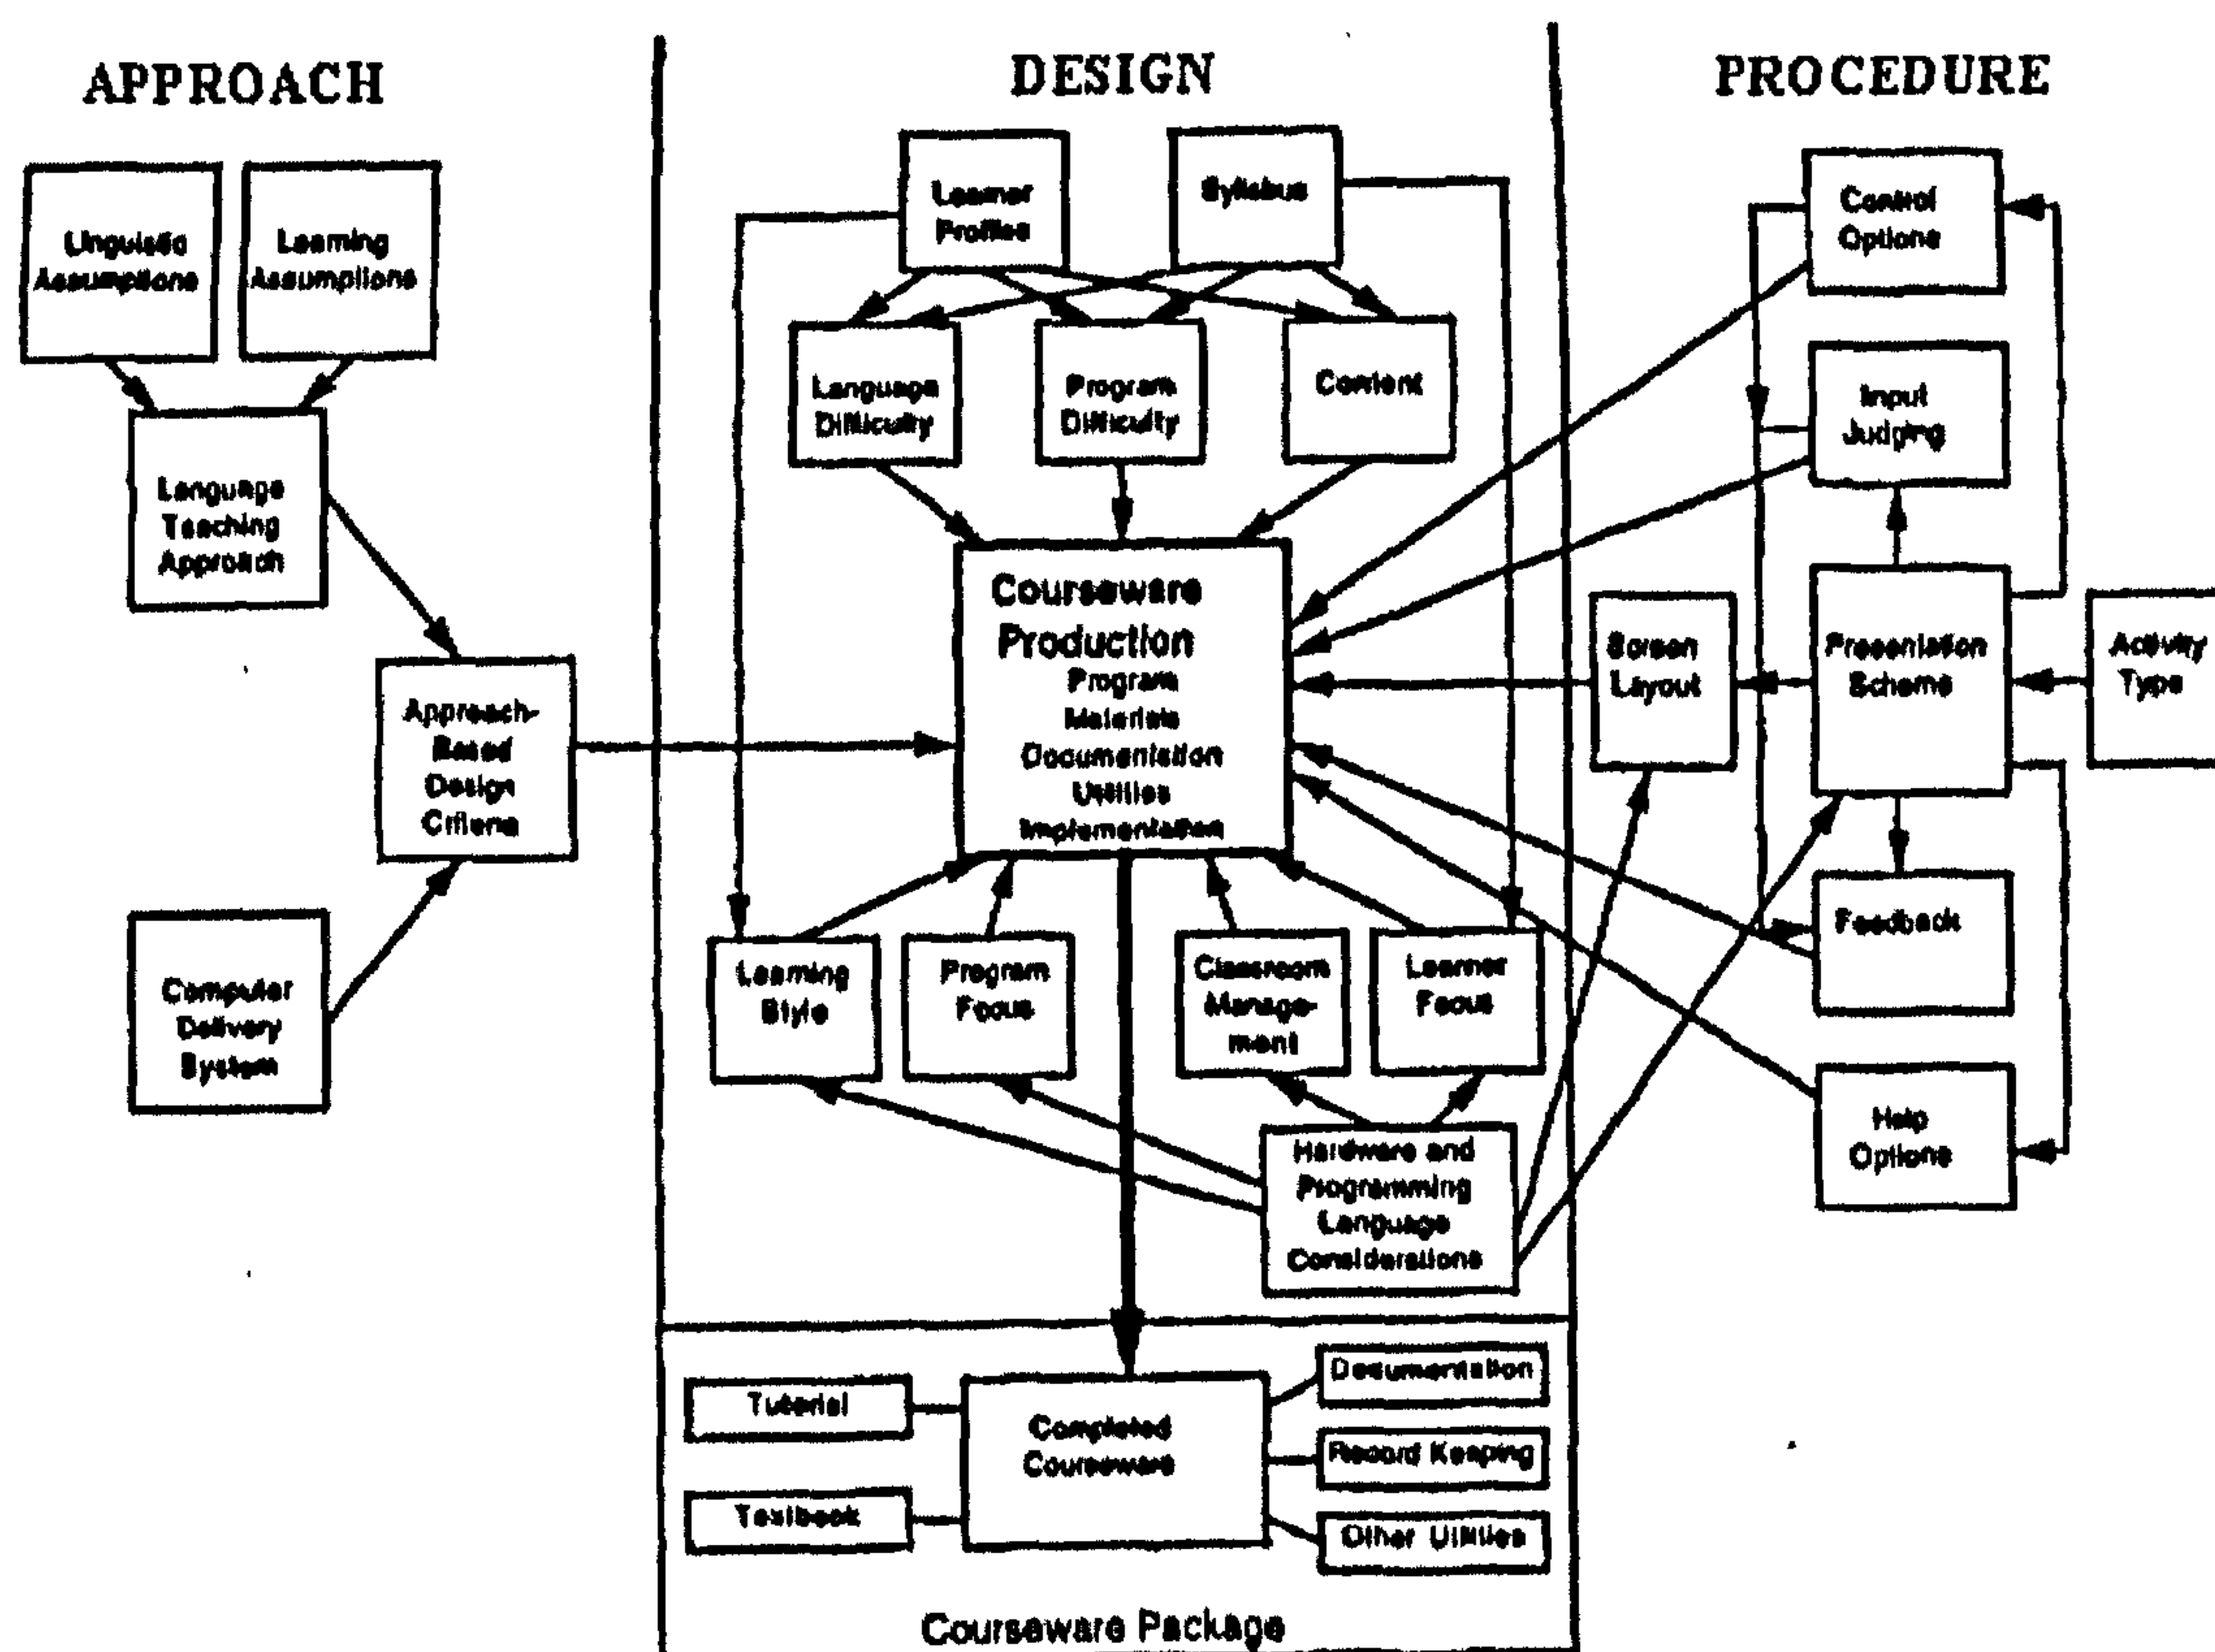 APPROACH
DESIGN
PROCEDURE
Linguistic
Assumptions
Learning
Assumptions
Language
Teaching
Approach
Approach-
Based
Design
Criteria
Computer
Delivery
System
Learner
Profiles
Syllabus
Language
Difficulty
Program
Difficulty
Content
Courseware
Production
Program
Materials
Documentation
Utilities
Implementation
Learning
Style
Program
Focus
Classroom
Manage-
ment
Learner
Focus
Hardware and
Programming
Language
Considerations
Control
Options
Input
Judging
Screen
Layout
Presentation
Scheme
Activity
Type
Feedback
Help
Options
Tutorial
Textbook
Completed
Courseware
Documentation
Record Keeping
Other Utilities
Courseware Package